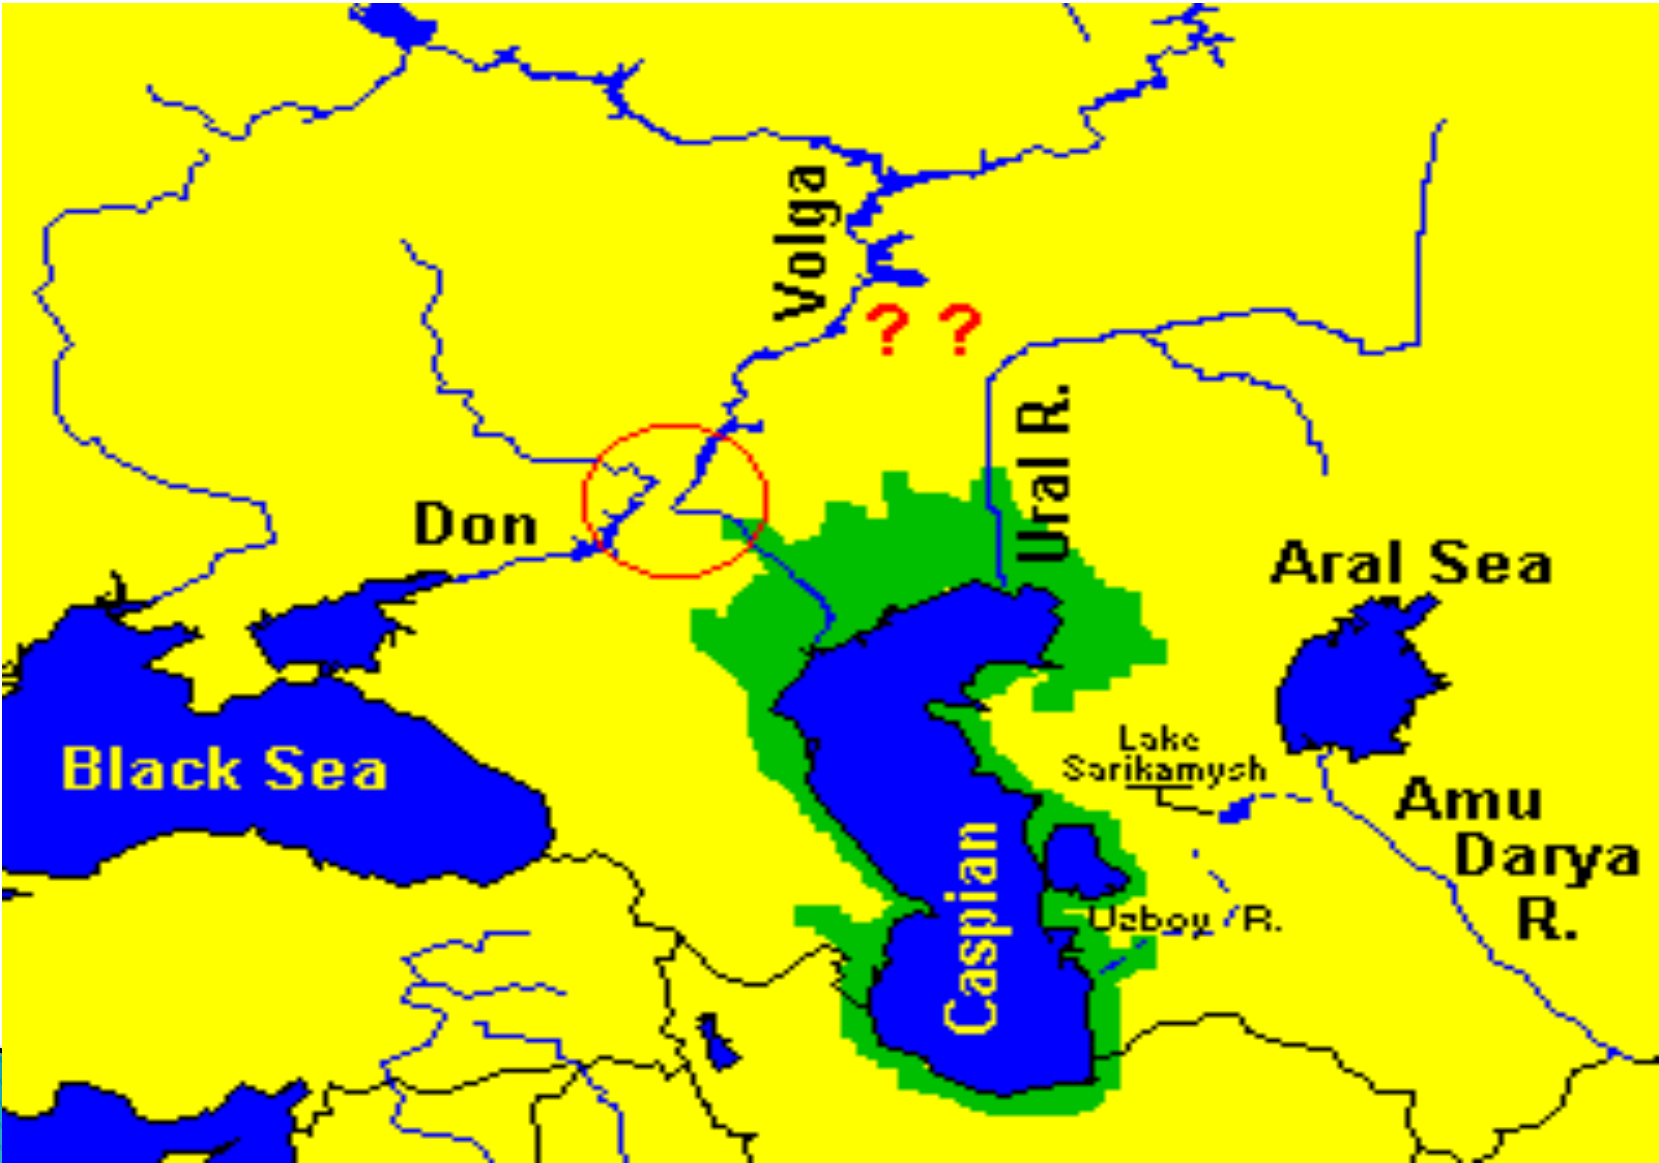 Volga
? ?
Ural R.
Don
Aral Sea
Black Sea
Lake
Sarikamysh
Amu
Darya
R.
Caspian
Uzboy R.